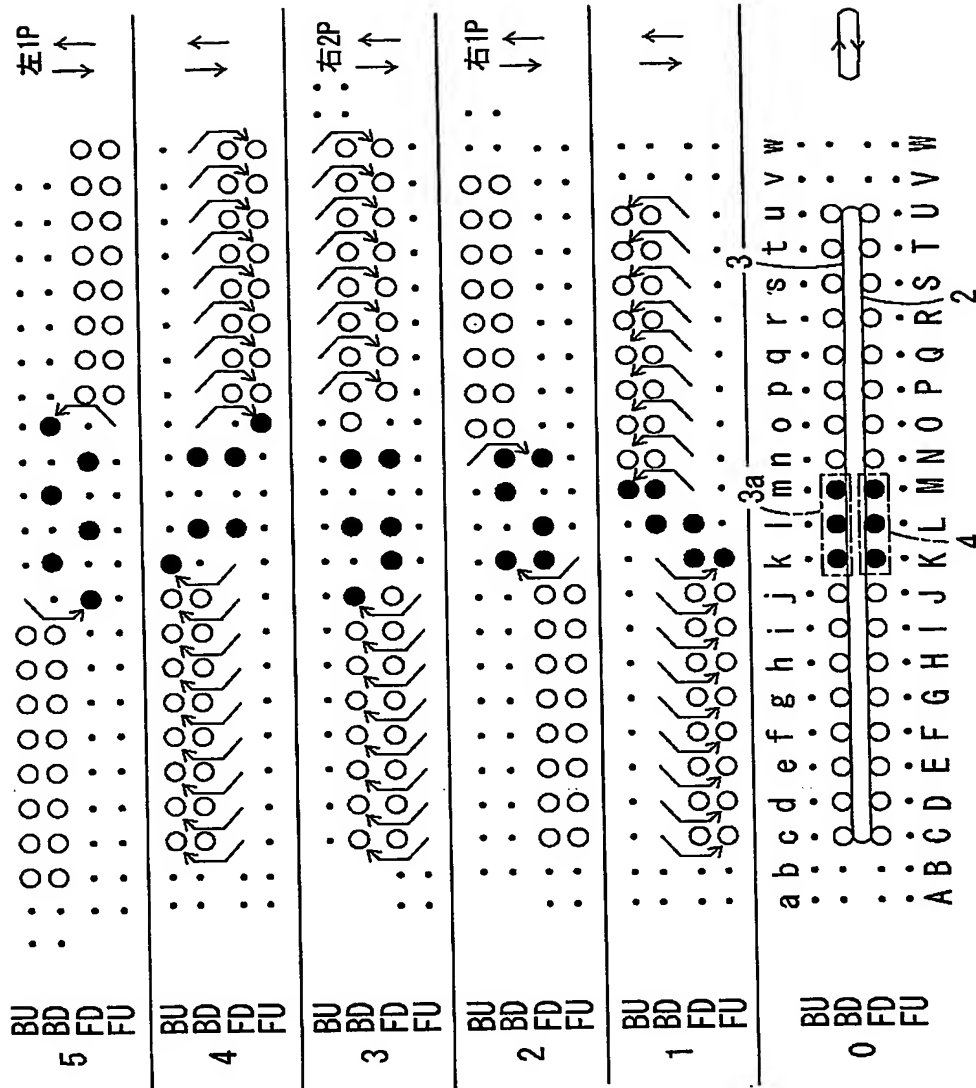 BU
BD
FD
FU
5
左1P
BU
BD
FD
FU
4
BU
BD
FD
FU
3
右2P
BU
BD
FD
FU
2
右1P
BU
BD
FD
FU
1
BU
BD
FD
FU
0
a b c d e f g h i j k l m n o p q r s t u v w
A B C D E F G H I J K L M N O P Q R S T U V W
3a
3
4
2